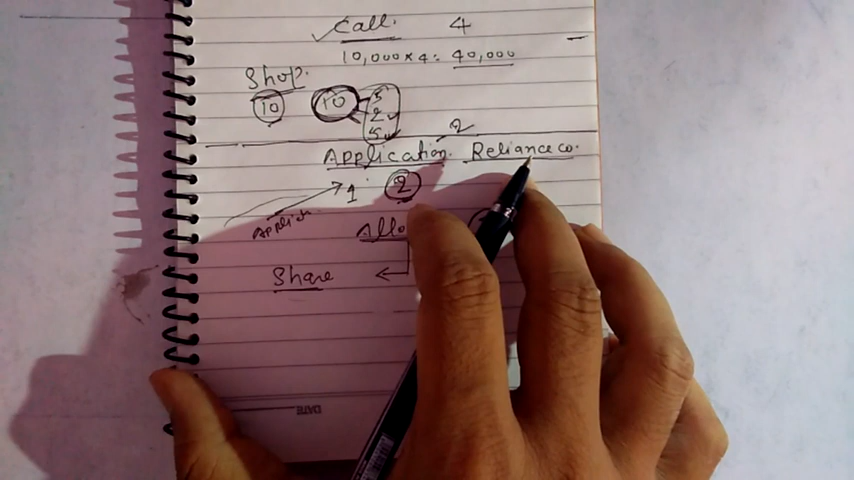 Call. 4
10,000 x 4 = 40,000
Shop.
10 10 5
2
5
2
Application. Reliance co.
1 2
Allo
Share
DATE